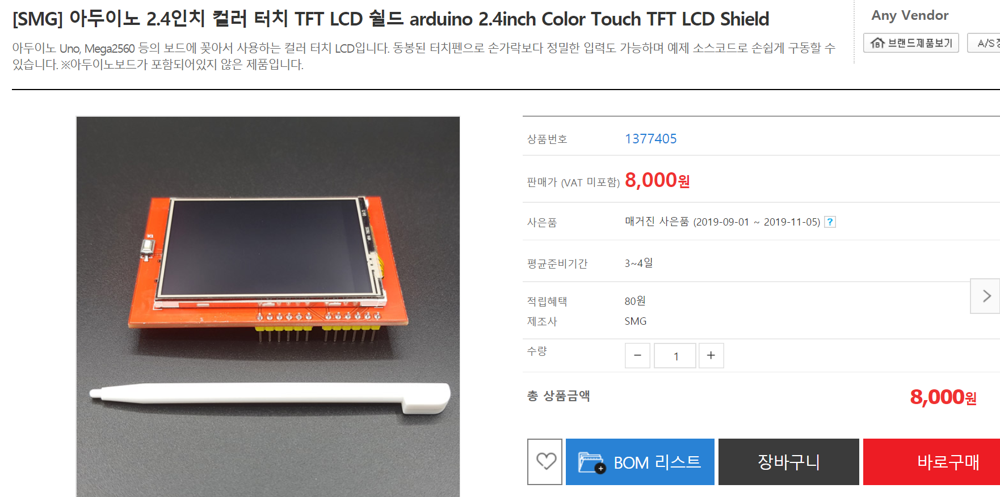 [SMG] 아두이노 2.4인치 컬러 터치 TFT LCD 쉴드 arduino 2.4inch Color Touch TFT LCD Shield
아두이노 Uno, Mega2560 등의 보드에 꽂아서 사용하는 컬러 터치 LCD입니다. 동봉된 터치펜으로 손가락보다 정밀한 입력도 가능하며 예제 소스코드로 손쉽게 구동할 수
있습니다. ※아두이노보드가 포함되어있지 않은 제품입니다.
Any Vendor
브랜드제품보기
A/S정
상품번호 1377405
판매가 (VAT 미포함) 8,000원
사은품 매거진 사은품 (2019-09-01 ~ 2019-11-05) ?
평균준비기간 3~4일
적립혜택 80원
제조사 SMG
수량 − 1 +
총 상품금액 8,000원
BOM 리스트
장바구니
바로구매